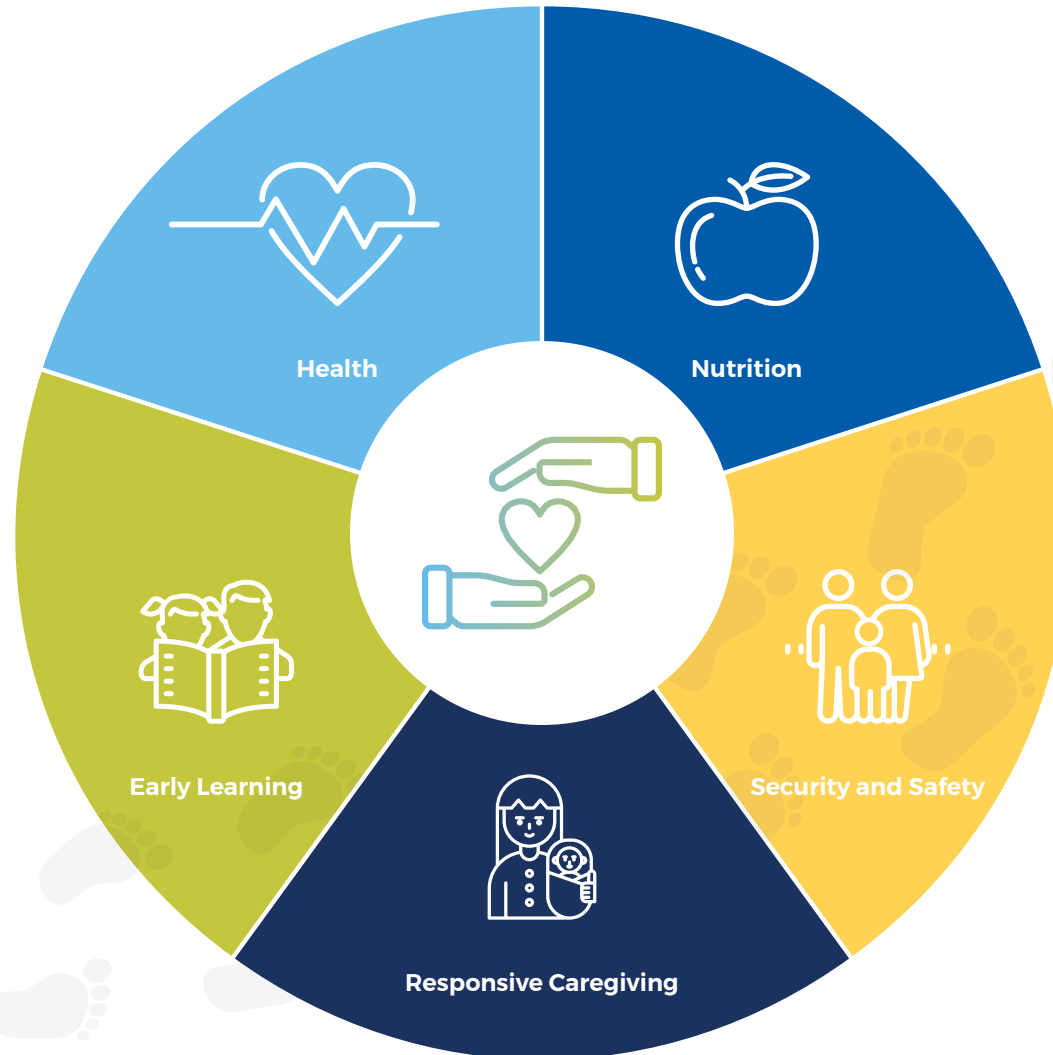 Health
Nutrition
Early Learning
Security and Safety
Responsive Caregiving